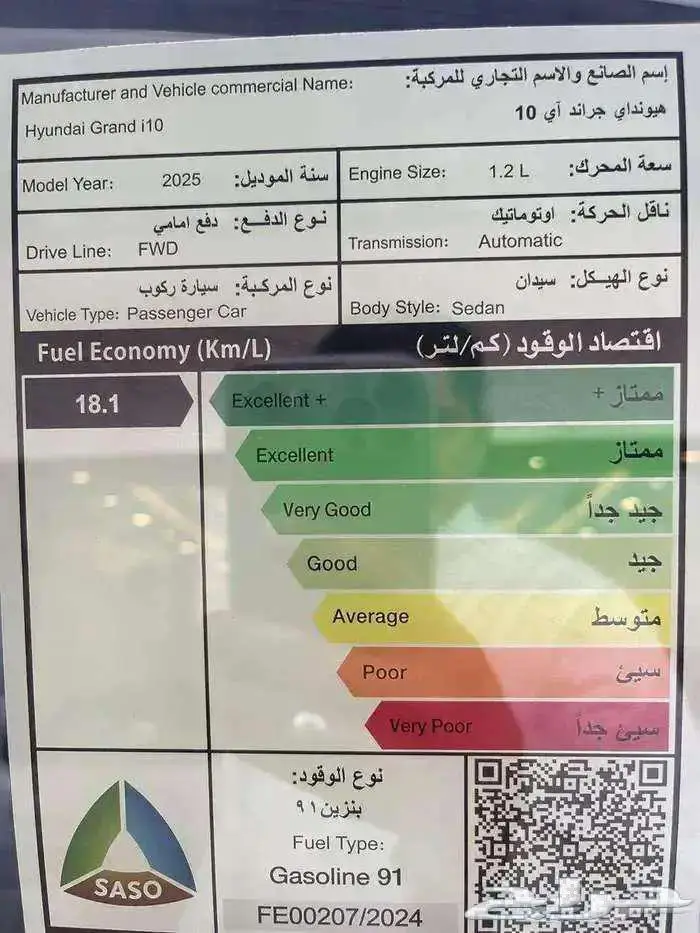 Manufacturer and Vehicle commercial Name: إسم الصانع والاسم التجاري للمركبة:
Hyundai Grand i10 هيونداي جراند آي 10
Model Year: 2025 سنة الموديل:
Engine Size: 1.2 L سعة المحرك:
نوع الدفع: دفع امامي
Drive Line: FWD
ناقل الحركة: اوتوماتيك
Transmission: Automatic
نوع المركبة: سيارة ركوب
Vehicle Type: Passenger Car
نوع الهيكل: سيدان
Body Style: Sedan
Fuel Economy (Km/L) اقتصاد الوقود (كم/لتر)
18.1
Excellent + ممتاز +
Excellent ممتاز
Very Good جيد جداً
Good جيد
Average متوسط
Poor سيئ
Very Poor سيئ جداً
SASO
نوع الوقود:
بنزين ٩١
Fuel Type:
Gasoline 91
FE00207/2024
حراج